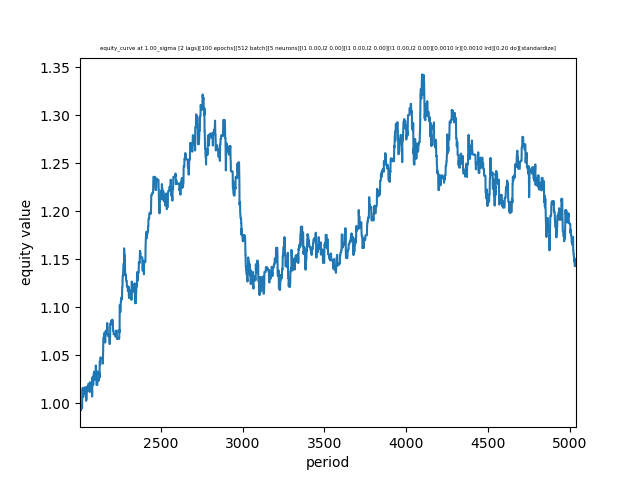 equity_curve at 1.00_sigma [2 lags][100 epochs][512 batch][5 neurons][l1 0.00,l2 0.00][l1 0.00,l2 0.00][l1 0.00,l2 0.00][0.0010 lr][0.0010 lrd][0.20 do][standardize]
1.35
1.30
1.25
1.20
1.15
1.10
1.05
1.00
equity value
2500 3000 3500 4000 4500 5000
period